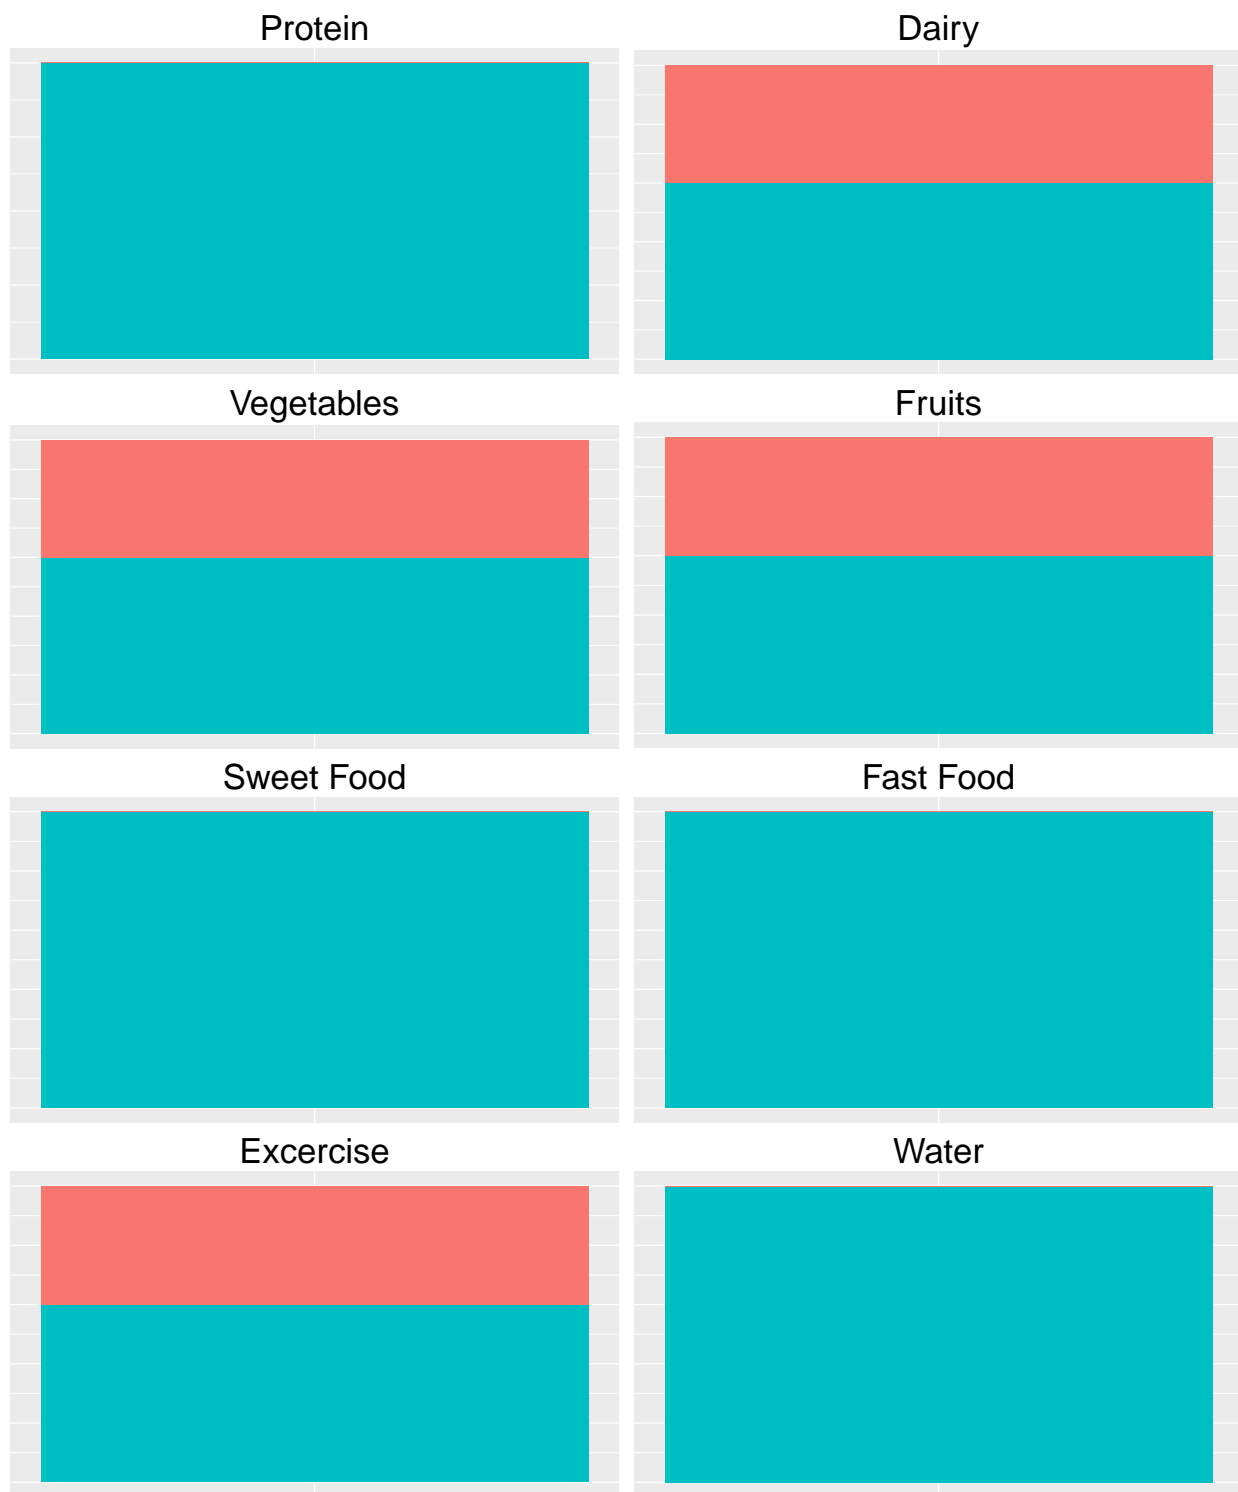 Protein
Dairy
Vegetables
Fruits
Sweet Food
Fast Food
Excercise
Water